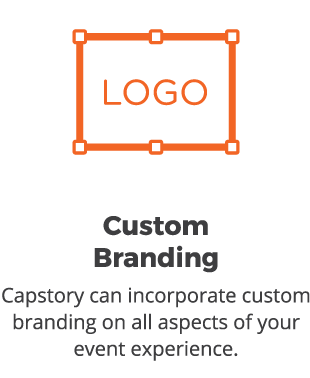 LOGO
Custom
Branding
Capstory can incorporate custom
branding on all aspects of your
event experience.